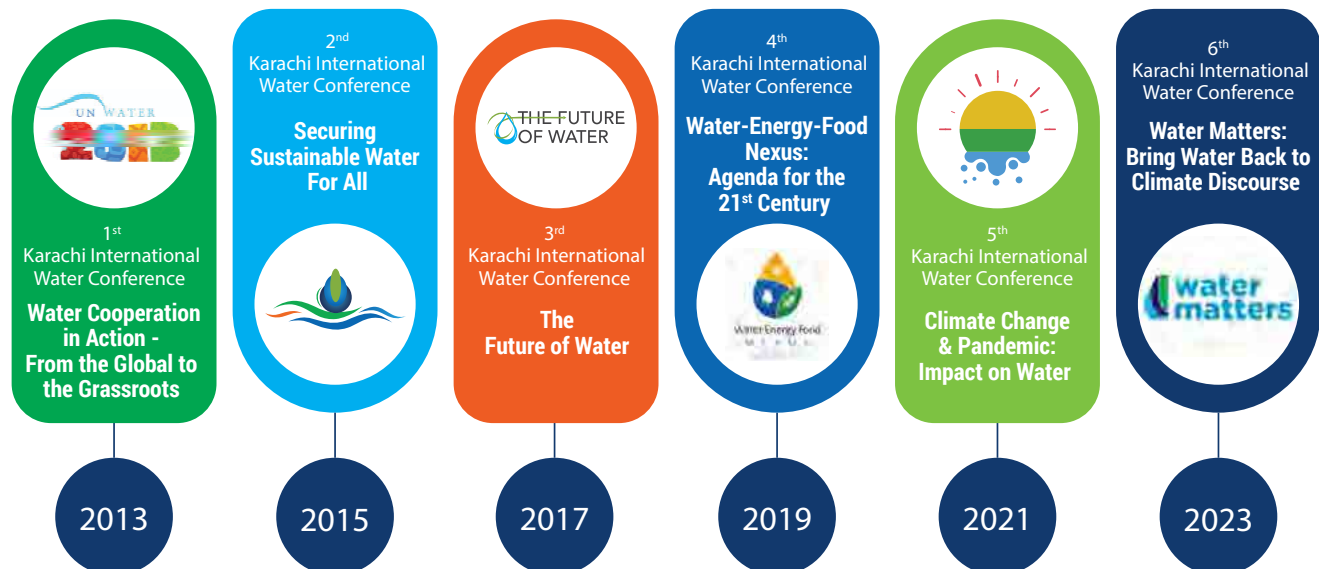 UN WATER
1st
Karachi International
Water Conference
Water Cooperation
in Action -
From the Global to
the Grassroots
2013
2nd
Karachi International
Water Conference
Securing
Sustainable Water
For All
2015
THE FUTURE
OF WATER
3rd
Karachi International
Water Conference
The
Future of Water
2017
4th
Karachi International
Water Conference
Water-Energy-Food
Nexus:
Agenda for the
21st Century
Water Energy Food
2019
5th
Karachi International
Water Conference
Climate Change
& Pandemic:
Impact on Water
2021
6th
Karachi International
Water Conference
Water Matters:
Bring Water Back to
Climate Discourse
water
matters
2023